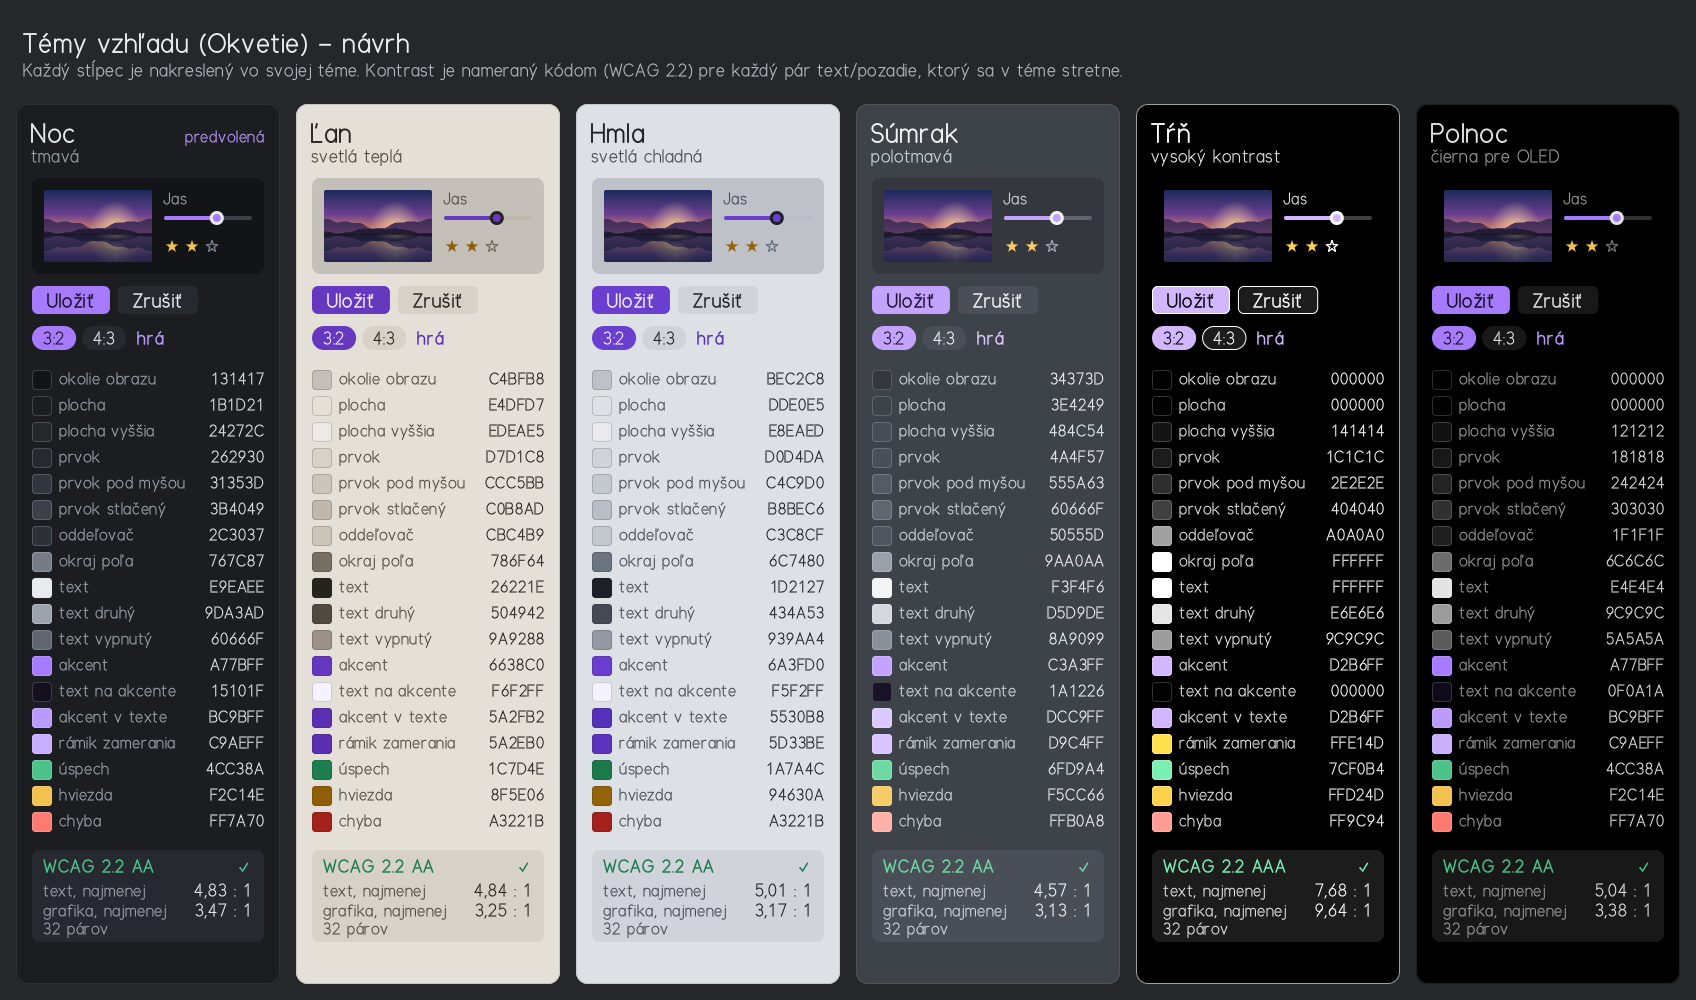 Témy vzhľadu (Okvetie) – návrh
Každý stĺpec je nakreslený vo svojej téme. Kontrast je nameraný kódom (WCAG 2.2) pre každý pár text/pozadie, ktorý sa v téme stretne.
Noc
predvolená
tmavá
Jas
★ ★ ☆
Uložiť Zrušiť
3:2 4:3 hrá
okolie obrazu 131417
plocha 1B1D21
plocha vyššia 24272C
prvok 262930
prvok pod myšou 31353D
prvok stlačený 3B4049
oddeľovač 2C3037
okraj poľa 767C87
text E9EAEE
text druhý 9DA3AD
text vypnutý 60666F
akcent A77BFF
text na akcente 15101F
akcent v texte BC9BFF
rámik zamerania C9AEFF
úspech 4CC38A
hviezda F2C14E
chyba FF7A70
WCAG 2.2 AA ✓
text, najmenej 4,83 : 1
grafika, najmenej 3,47 : 1
32 párov
Ľan
svetlá teplá
Jas
★ ★ ☆
Uložiť Zrušiť
3:2 4:3 hrá
okolie obrazu C4BFB8
plocha E4DFD7
plocha vyššia EDEAE5
prvok D7D1C8
prvok pod myšou CCC5BB
prvok stlačený C0B8AD
oddeľovač CBC4B9
okraj poľa 786F64
text 26221E
text druhý 504942
text vypnutý 9A9288
akcent 6638C0
text na akcente F6F2FF
akcent v texte 5A2FB2
rámik zamerania 5A2EB0
úspech 1C7D4E
hviezda 8F5E06
chyba A3221B
WCAG 2.2 AA ✓
text, najmenej 4,84 : 1
grafika, najmenej 3,25 : 1
32 párov
Hmla
svetlá chladná
Jas
★ ★ ☆
Uložiť Zrušiť
3:2 4:3 hrá
okolie obrazu BEC2C8
plocha DDE0E5
plocha vyššia E8EAED
prvok D0D4DA
prvok pod myšou C4C9D0
prvok stlačený B8BEC6
oddeľovač C3C8CF
okraj poľa 6C7480
text 1D2127
text druhý 434A53
text vypnutý 939AA4
akcent 6A3FD0
text na akcente F5F2FF
akcent v texte 5530B8
rámik zamerania 5D33BE
úspech 1A7A4C
hviezda 94630A
chyba A3221B
WCAG 2.2 AA ✓
text, najmenej 5,01 : 1
grafika, najmenej 3,17 : 1
32 párov
Súmrak
polotmavá
Jas
★ ★ ☆
Uložiť Zrušiť
3:2 4:3 hrá
okolie obrazu 34373D
plocha 3E4249
plocha vyššia 484C54
prvok 4A4F57
prvok pod myšou 555A63
prvok stlačený 60666F
oddeľovač 50555D
okraj poľa 9AA0AA
text F3F4F6
text druhý D5D9DE
text vypnutý 8A9099
akcent C3A3FF
text na akcente 1A1226
akcent v texte DCC9FF
rámik zamerania D9C4FF
úspech 6FD9A4
hviezda F5CC66
chyba FFB0A8
WCAG 2.2 AA ✓
text, najmenej 4,57 : 1
grafika, najmenej 3,13 : 1
32 párov
Tŕň
vysoký kontrast
Jas
★ ★ ☆
Uložiť Zrušiť
3:2 4:3 hrá
okolie obrazu 000000
plocha 000000
plocha vyššia 141414
prvok 1C1C1C
prvok pod myšou 2E2E2E
prvok stlačený 404040
oddeľovač A0A0A0
okraj poľa FFFFFF
text FFFFFF
text druhý E6E6E6
text vypnutý 9C9C9C
akcent D2B6FF
text na akcente 000000
akcent v texte D2B6FF
rámik zamerania FFE14D
úspech 7CF0B4
hviezda FFD24D
chyba FF9C94
WCAG 2.2 AAA ✓
text, najmenej 7,68 : 1
grafika, najmenej 9,64 : 1
32 párov
Polnoc
čierna pre OLED
Jas
★ ★ ☆
Uložiť Zrušiť
3:2 4:3 hrá
okolie obrazu 000000
plocha 000000
plocha vyššia 121212
prvok 181818
prvok pod myšou 242424
prvok stlačený 303030
oddeľovač 1F1F1F
okraj poľa 6C6C6C
text E4E4E4
text druhý 9C9C9C
text vypnutý 5A5A5A
akcent A77BFF
text na akcente 0F0A1A
akcent v texte BC9BFF
rámik zamerania C9AEFF
úspech 4CC38A
hviezda F2C14E
chyba FF7A70
WCAG 2.2 AA ✓
text, najmenej 5,04 : 1
grafika, najmenej 3,38 : 1
32 párov